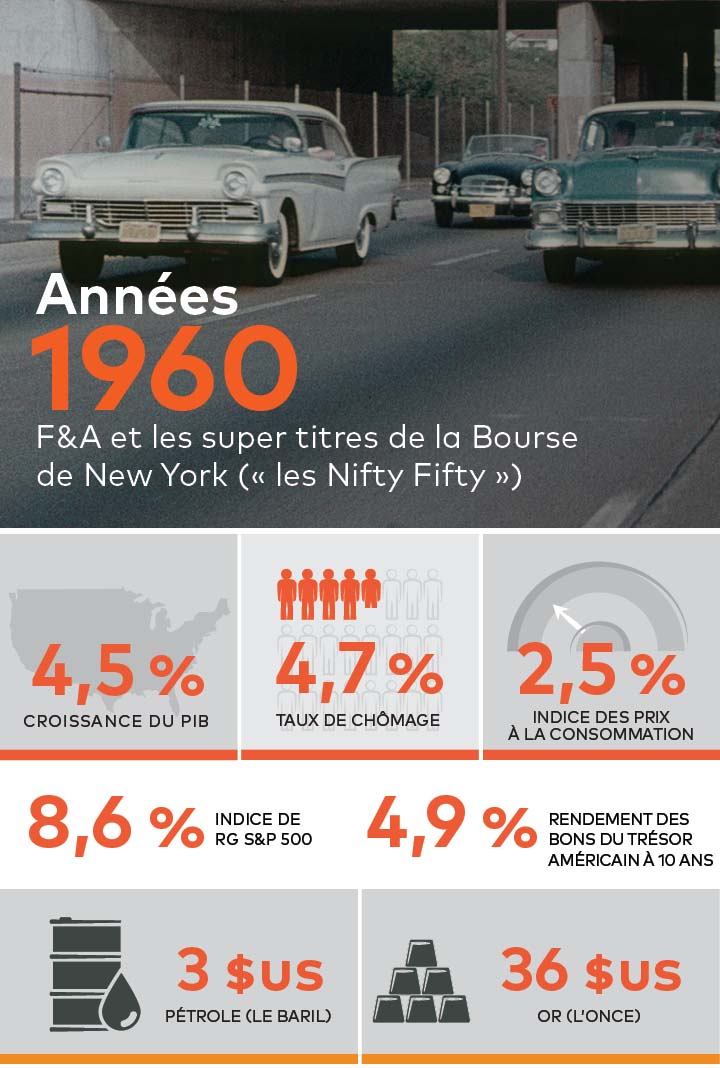 Années
1960
F&A et les super titres de la Bourse
de New York (« les Nifty Fifty »)
4,5 %
CROISSANCE DU PIB
4,7 %
TAUX DE CHÔMAGE
2,5 %
INDICE DES PRIX
À LA CONSOMMATION
8,6 %
INDICE DE
RG S&P 500
4,9 %
RENDEMENT DES
BONS DU TRÉSOR
AMÉRICAIN À 10 ANS
3 $US
PÉTROLE (LE BARIL)
36 $US
OR (L'ONCE)